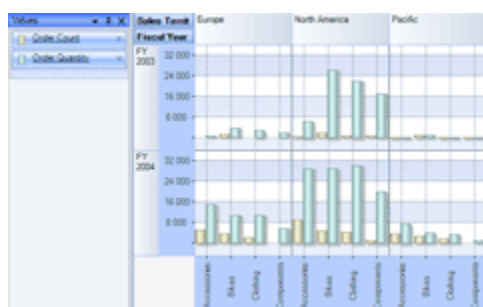 Values
Order Count
Order Quantity
Sales Territ
Fiscal Year
Europe
North America
Pacific
FY 2003
32 000
24 000
16 000
8 000
FY 2004
32 000
24 000
16 000
8 000
Accessories
Bikes
Clothing
Components
Accessories
Bikes
Clothing
Components
Accessories
Bikes
Clothing
Components